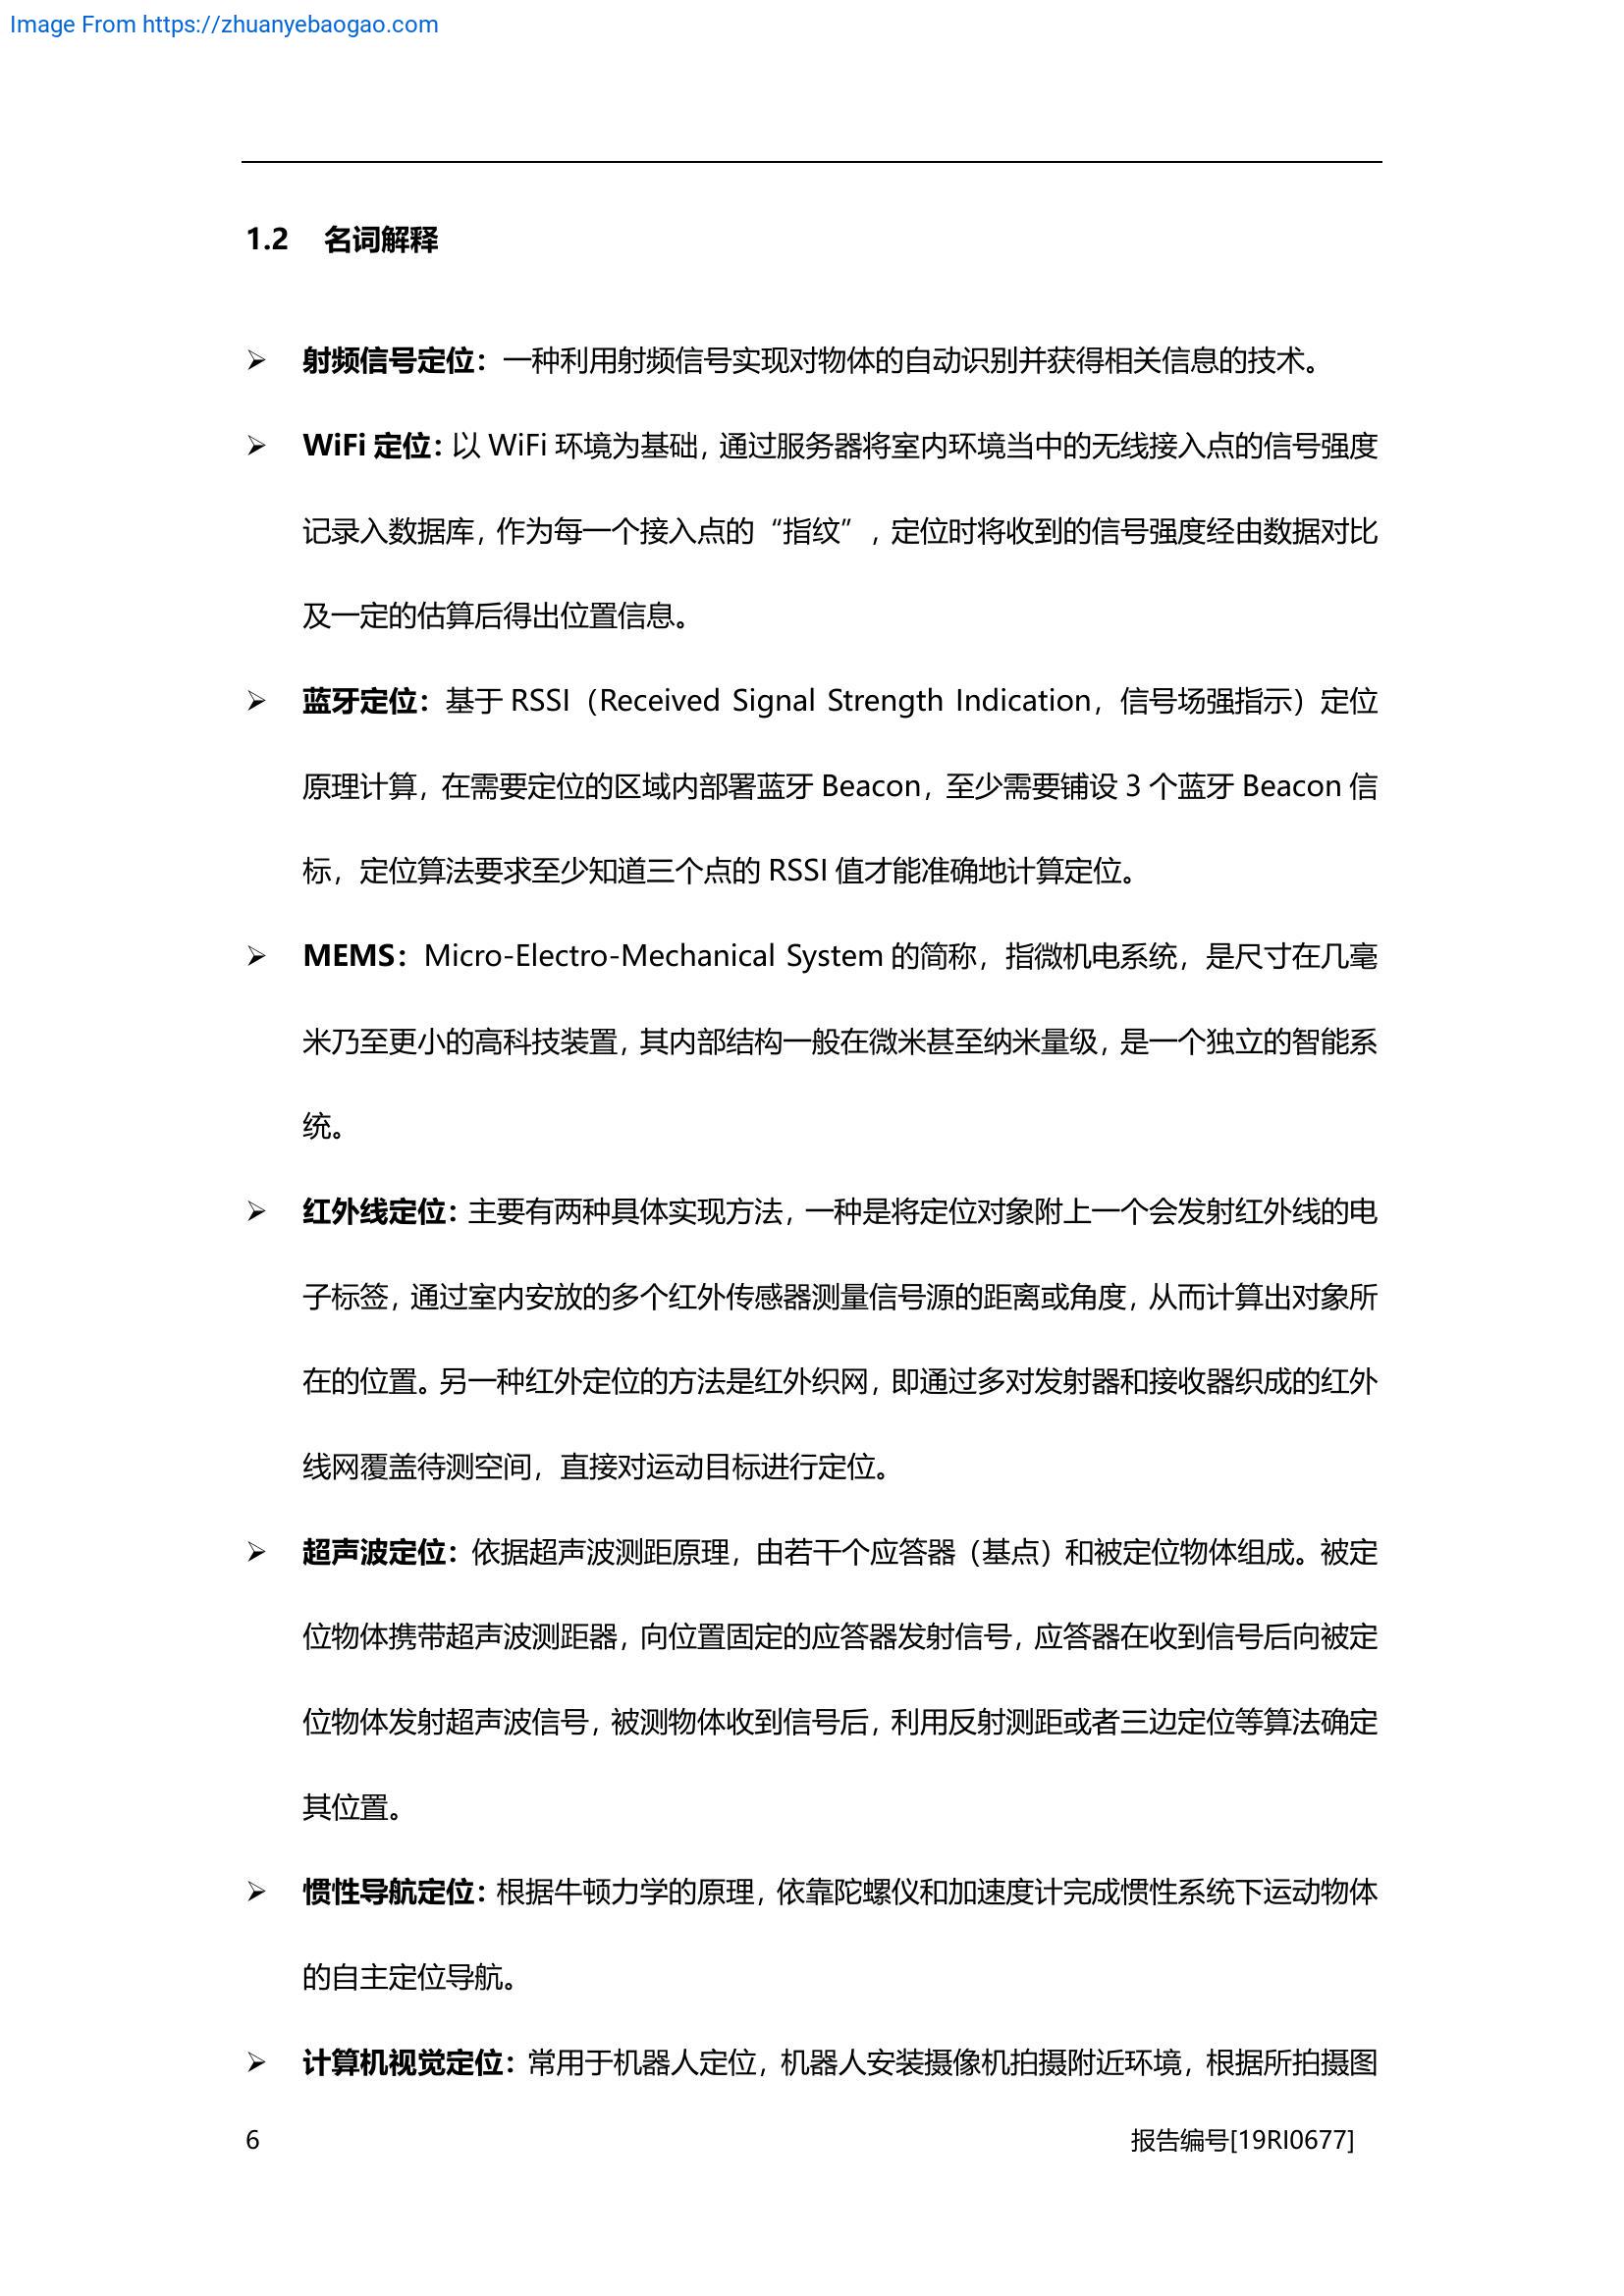 Image From https://zhuanyebaogao.com
1.2 名词解释
➢ 射频信号定位：一种利用射频信号实现对物体的自动识别并获得相关信息的技术。
➢ WiFi 定位：以 WiFi 环境为基础，通过服务器将室内环境当中的无线接入点的信号强度
记录入数据库，作为每一个接入点的“指纹”，定位时将收到的信号强度经由数据对比
及一定的估算后得出位置信息。
➢ 蓝牙定位：基于 RSSI（Received Signal Strength Indication，信号场强指示）定位
原理计算，在需要定位的区域内部署蓝牙 Beacon，至少需要铺设 3 个蓝牙 Beacon 信
标，定位算法要求至少知道三个点的 RSSI 值才能准确地计算定位。
➢ MEMS：Micro-Electro-Mechanical System 的简称，指微机电系统，是尺寸在几毫
米乃至更小的高科技装置，其内部结构一般在微米甚至纳米量级，是一个独立的智能系
统。
➢ 红外线定位：主要有两种具体实现方法，一种是将定位对象附上一个会发射红外线的电
子标签，通过室内安放的多个红外传感器测量信号源的距离或角度，从而计算出对象所
在的位置。另一种红外定位的方法是红外织网，即通过多对发射器和接收器织成的红外
线网覆盖待测空间，直接对运动目标进行定位。
➢ 超声波定位：依据超声波测距原理，由若干个应答器（基点）和被定位物体组成。被定
位物体携带超声波测距器，向位置固定的应答器发射信号，应答器在收到信号后向被定
位物体发射超声波信号，被测物体收到信号后，利用反射测距或者三边定位等算法确定
其位置。
➢ 惯性导航定位：根据牛顿力学的原理，依靠陀螺仪和加速度计完成惯性系统下运动物体
的自主定位导航。
➢ 计算机视觉定位：常用于机器人定位，机器人安装摄像机拍摄附近环境，根据所拍摄图
6 报告编号[19RI0677]